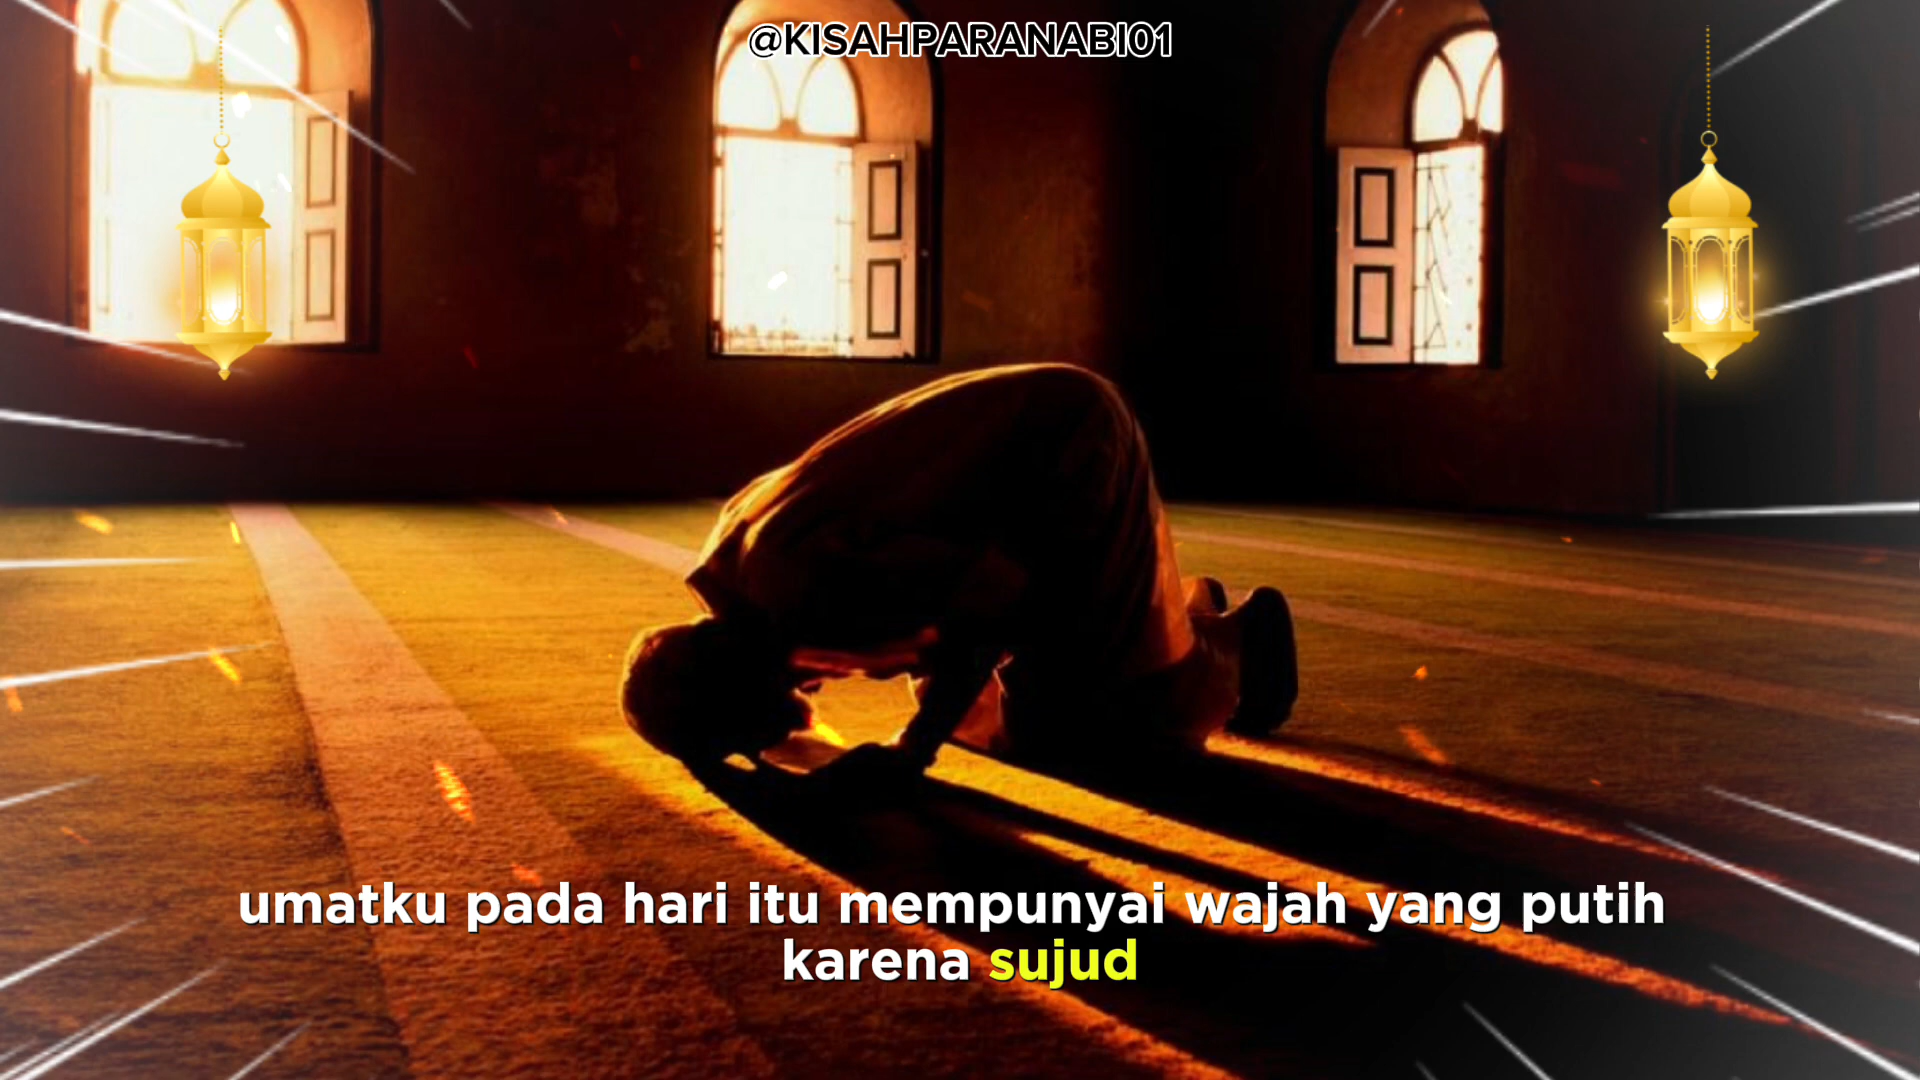 @KISAHPARANABI01
umatku pada hari itu mempunyai wajah yang putih
karena sujud